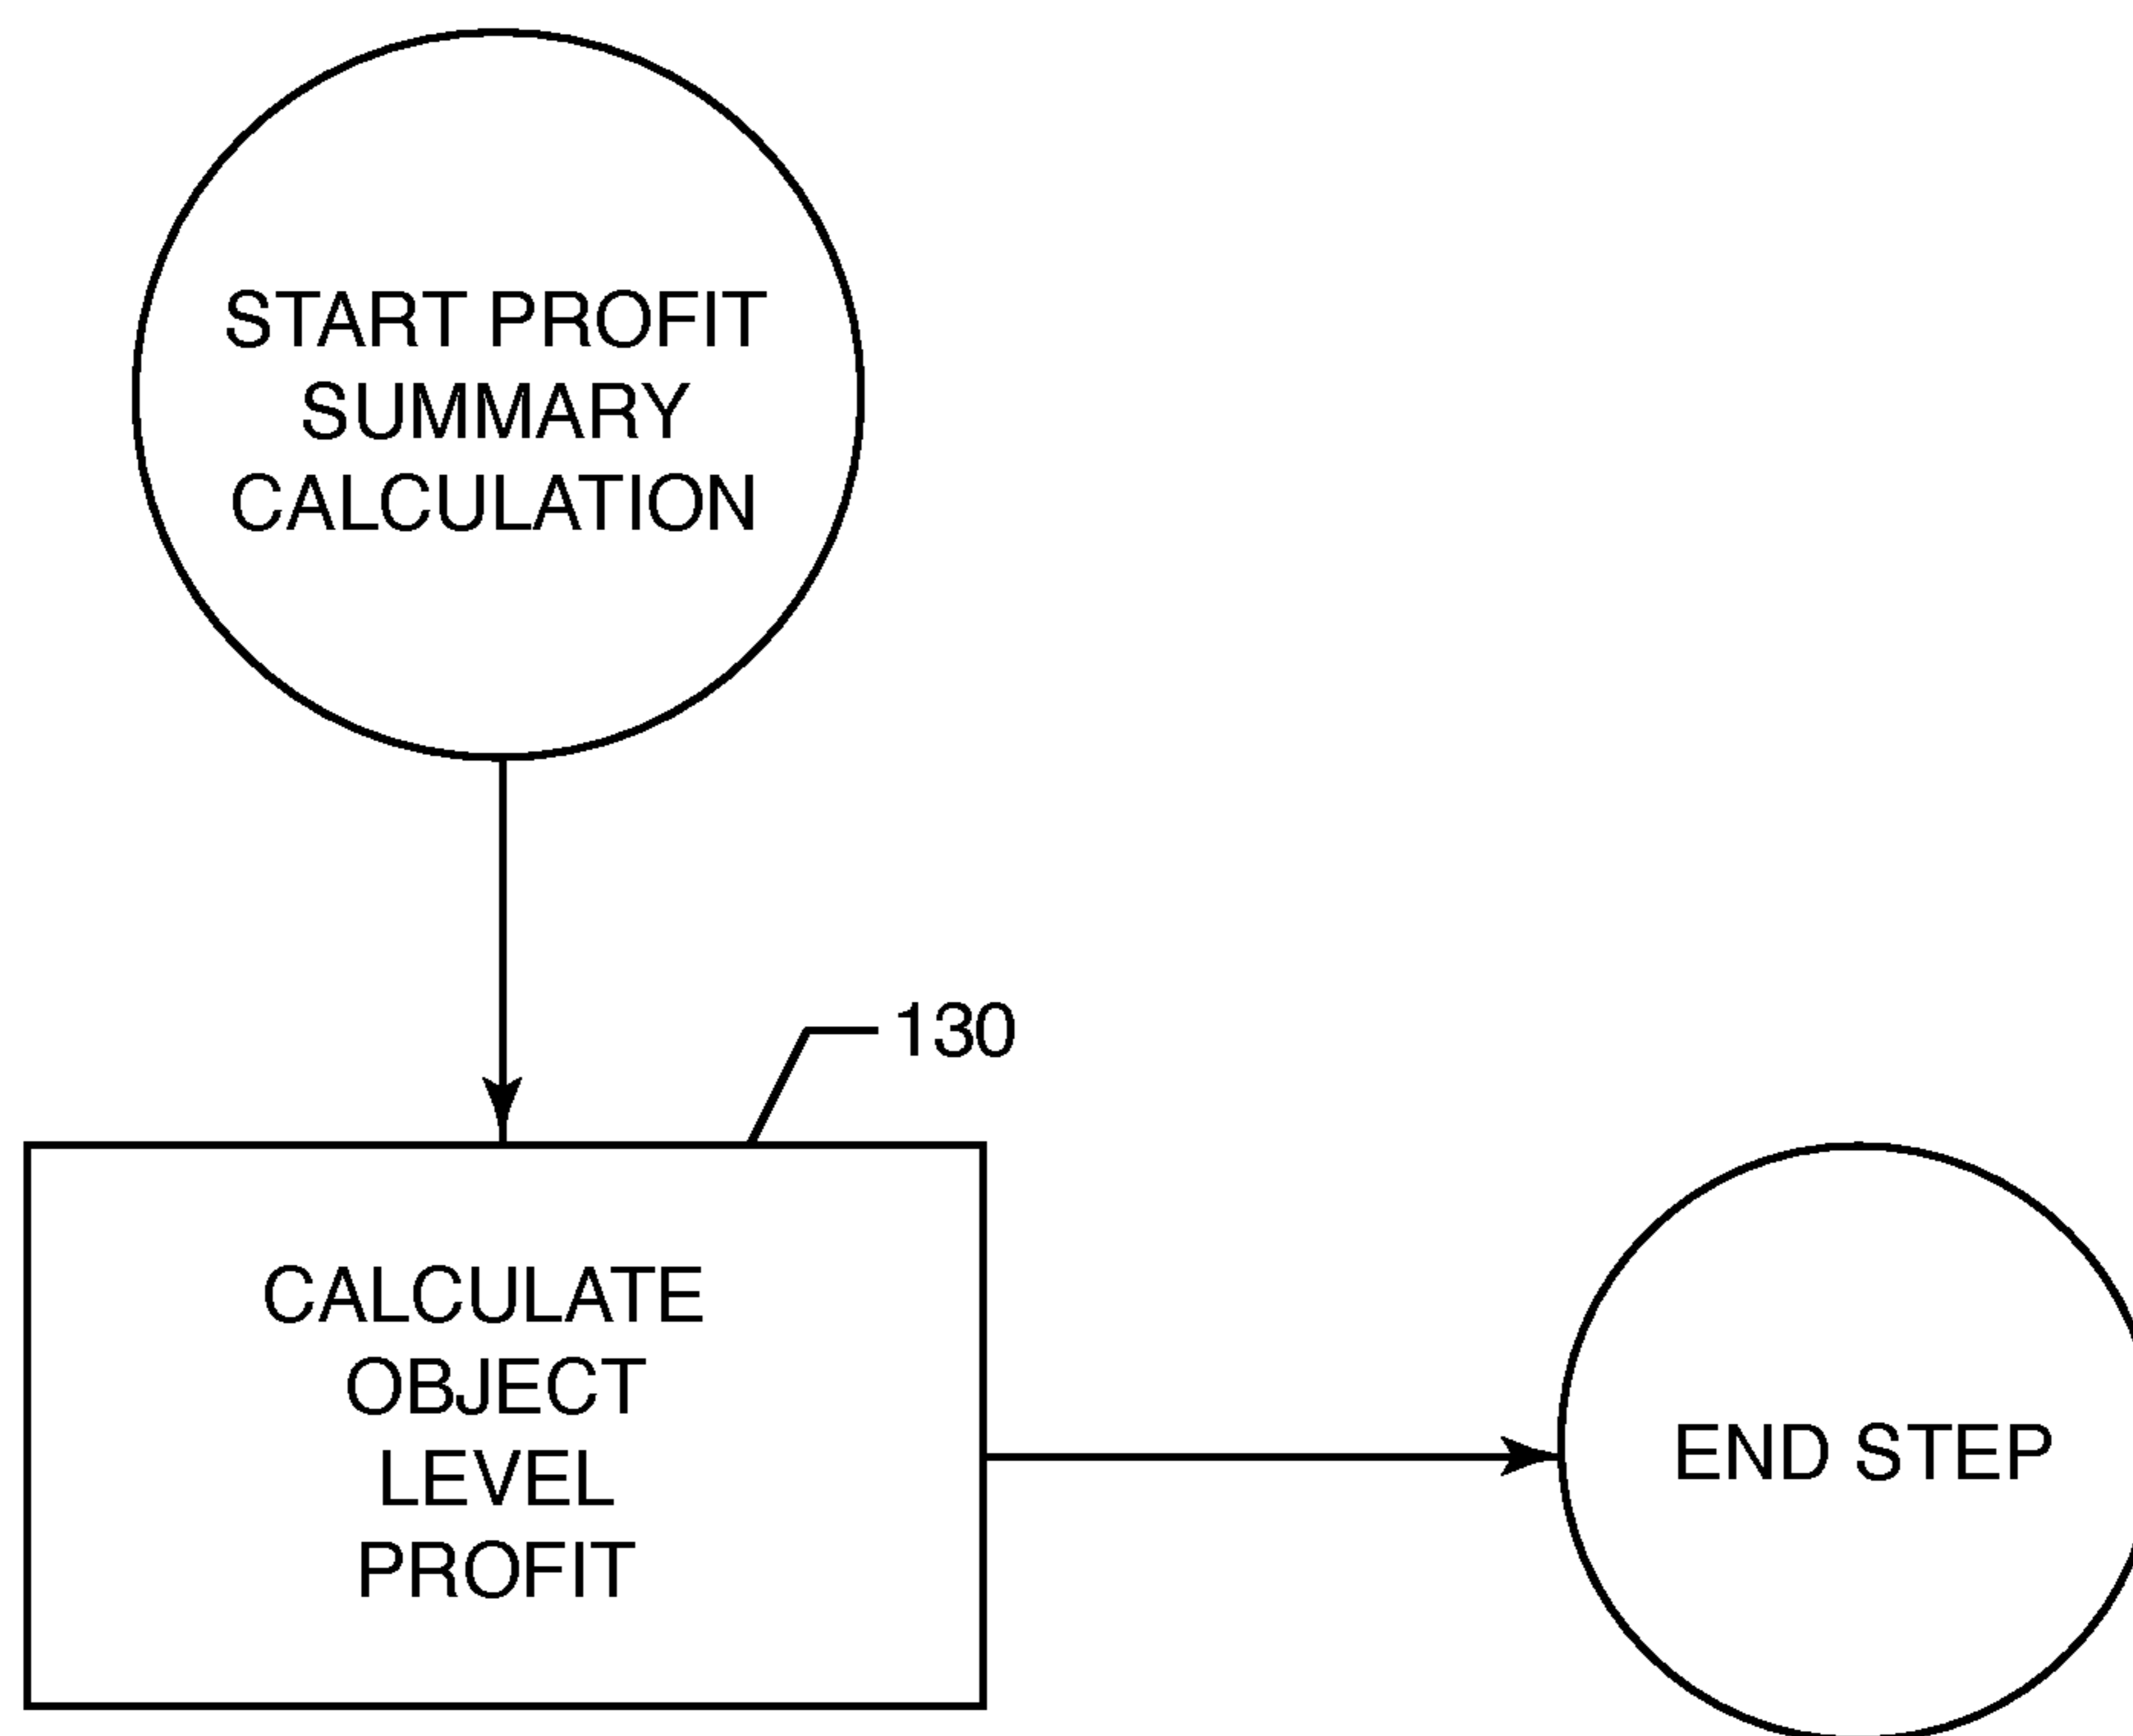 START PROFIT
SUMMARY
CALCULATION
130
CALCULATE
OBJECT
LEVEL
PROFIT
END STEP